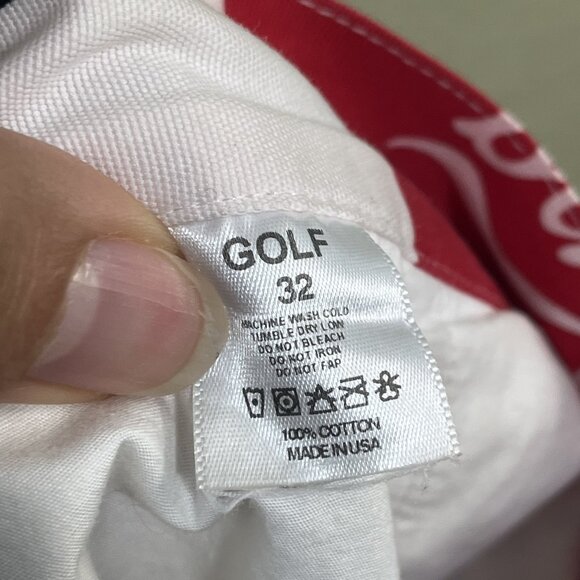 GOLF
32
MACHINE WASH COLD
TUMBLE DRY LOW
DO NOT BLEACH
DO NOT IRON
DO NOT FAP
100% COTTON
MADE IN USA